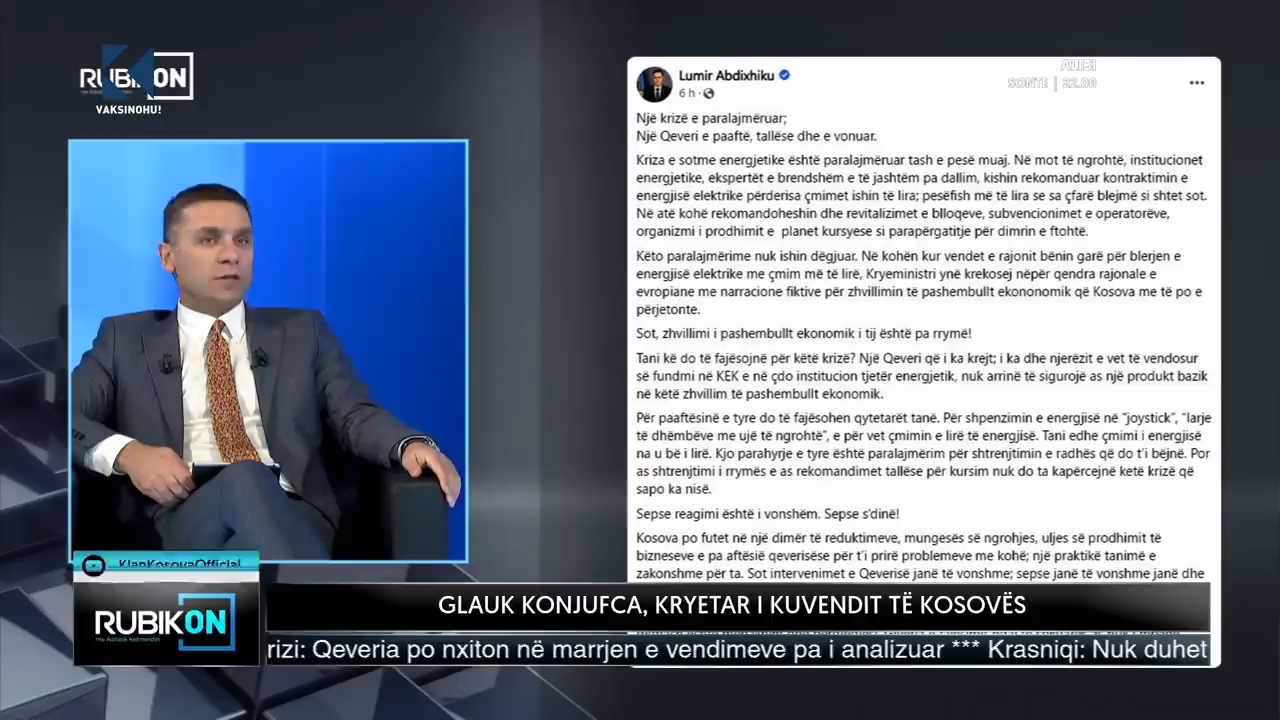 RUBIKON
VAKSINOHU!
ALIBI
SONTE | 22.00
Lumir Abdixhiku
6 h
Një krizë e paralajmëruar;
Një Qeveri e paaftë, tallëse dhe e vonuar.
Kriza e sotme energjetike është paralajmëruar tash e pesë muaj. Në mot të ngrohtë, institucionet
energjetike, ekspertët e brendshëm e të jashtëm pa dallim, kishin rekomanduar kontraktimin e
energjisë elektrike përderisa çmimet ishin të lira; pesëfish më të lira se sa çfarë blejmë si shtet sot.
Në atë kohë rekomandoheshin dhe revitalizimet e blloqeve, subvencionimet e operatorëve,
organizmi i prodhimit e planet kursyese si parapërgatitje për dimrin e ftohtë.
Këto paralajmërime nuk ishin dëgjuar. Në kohën kur vendet e rajonit bënin garë për blerjen e
energjisë elektrike me çmim më të lirë, Kryeministri ynë krekosej nëpër qendra rajonale e
evropiane me narracione fiktive për zhvillimin të pashembullt ekononomik që Kosova me të po e
përjetonte.
Sot, zhvillimi i pashembullt ekonomik i tij është pa rrymë!
Tani kë do të fajësojnë për këtë krizë? Një Qeveri që i ka krejt; i ka dhe njerëzit e vet të vendosur
së fundmi në KEK e në çdo institucion tjetër energjetik, nuk arrinë të sigurojë as një produkt bazik
në këtë zhvillim të pashembullt ekonomik.
Për paaftësinë e tyre do të fajësohen qytetarët tanë. Për shpenzimin e energjisë në “joystick”, “larje
të dhëmbëve me ujë të ngrohtë”, e për vet çmimin e lirë të energjisë. Tani edhe çmimi i energjisë
na u bë i lirë. Kjo parahyrje e tyre është paralajmërim për shtrenjtimin e radhës që do t’i bëjnë. Por
as shtrenjtimi i rrymës e as rekomandimet tallëse për kursim nuk do ta kapërcejnë ketë krizë që
sapo ka nisë.
Sepse reagimi është i vonshëm. Sepse s’dinë!
Kosova po futet në një dimër të reduktimeve, mungesës së ngrohjes, uljes së prodhimit të
bizneseve e pa aftësië qeverisëse për t’i prirë problemeve me kohë; një praktikë tanimë e
zakonshme për ta. Sot intervenimet e Qeverisë janë të vonshme; sepse janë të vonshme janë dhe
KlanKosovaOfficial
RUBIKON
me Adriatik Kelmendin
GLAUK KONJUFCA, KRYETAR I KUVENDIT TË KOSOVËS
rizi: Qeveria po nxiton në marrjen e vendimeve pa i analizuar *** Krasniqi: Nuk duhet